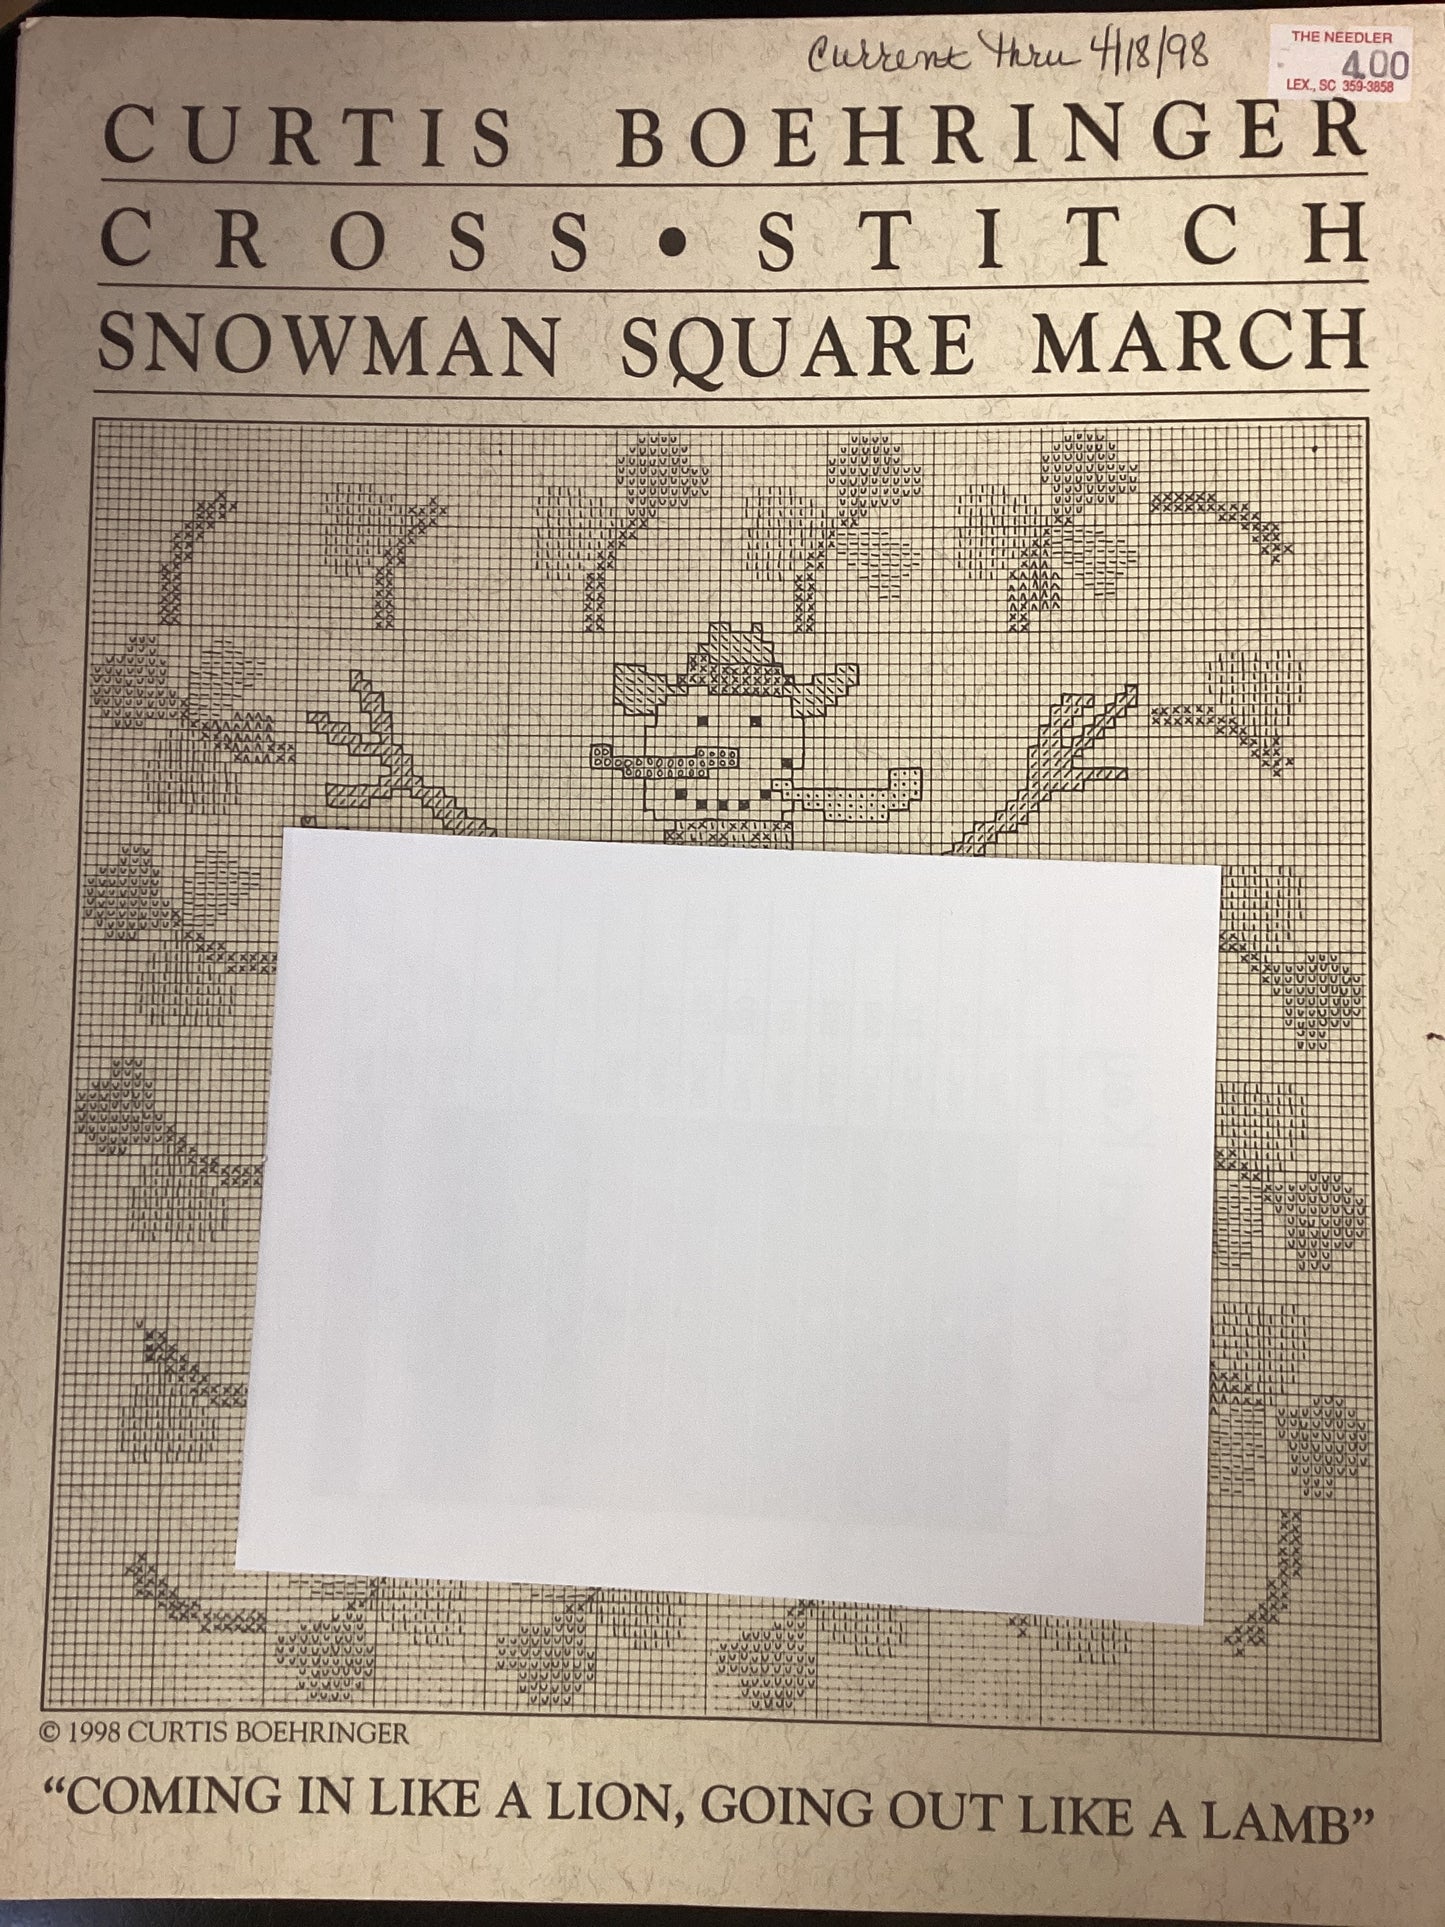 Current Thru 4/18/98
THE NEEDLER
4.00
LEX., SC 359-3858
CURTIS BOEHRINGER
CROSS • STITCH
SNOWMAN SQUARE MARCH
© 1998 CURTIS BOEHRINGER
“COMING IN LIKE A LION, GOING OUT LIKE A LAMB”